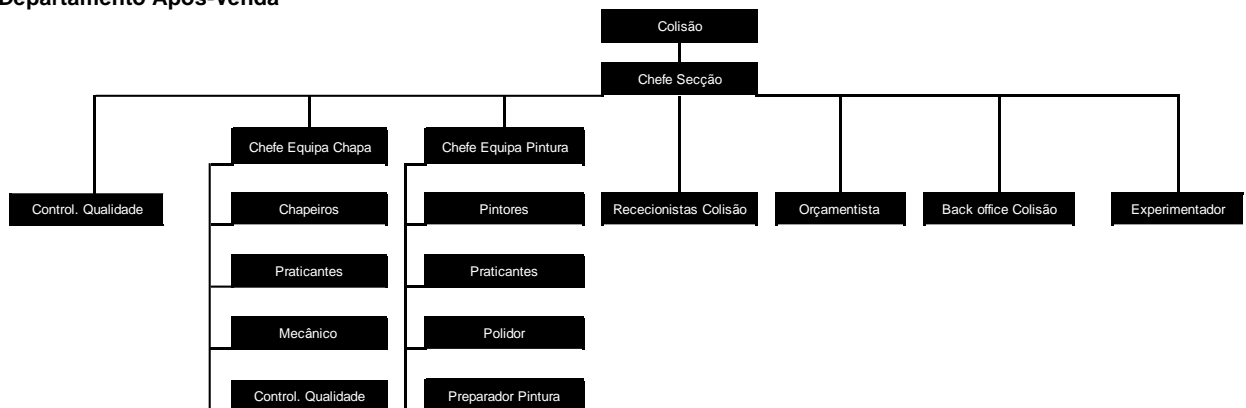 Departamento Após-Venda
Colisão
Chefe Secção
Chefe Equipa Chapa
Chefe Equipa Pintura
Control. Qualidade
Chapeiros
Pintores
Rececionistas Colisão
Orçamentista
Back office Colisão
Experimentador
Praticantes
Praticantes
Mecânico
Polidor
Control. Qualidade
Preparador Pintura